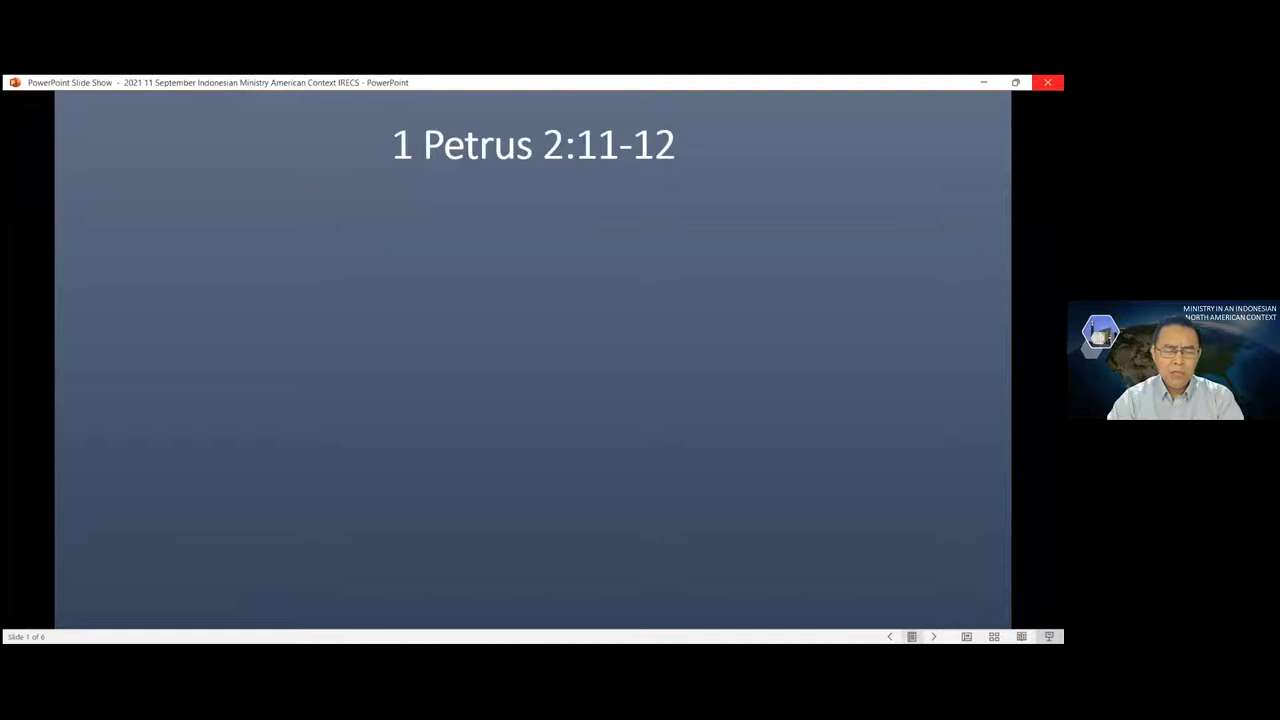 PowerPoint Slide Show - 2021 11 September Indonesian Ministry American Context IRECS - PowerPoint
1 Petrus 2:11-12
MINISTRY IN AN INDONESIAN
NORTH AMERICAN CONTEXT
Slide 1 of 6